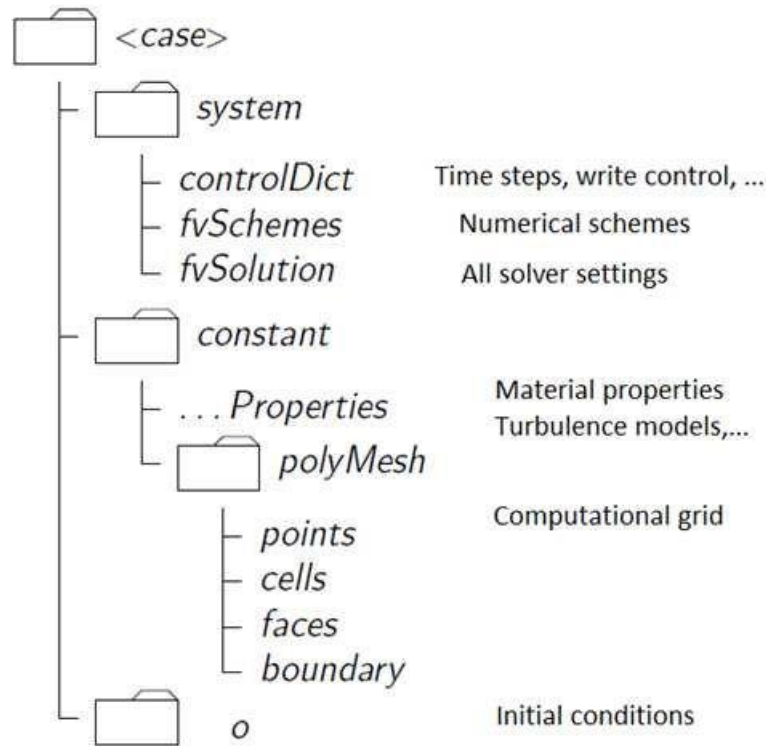 <case>
system
controlDict Time steps, write control, ...
fvSchemes Numerical schemes
fvSolution All solver settings
constant
...Properties Material properties
Turbulence models,...
polyMesh
Computational grid
points
cells
faces
boundary
o Initial conditions